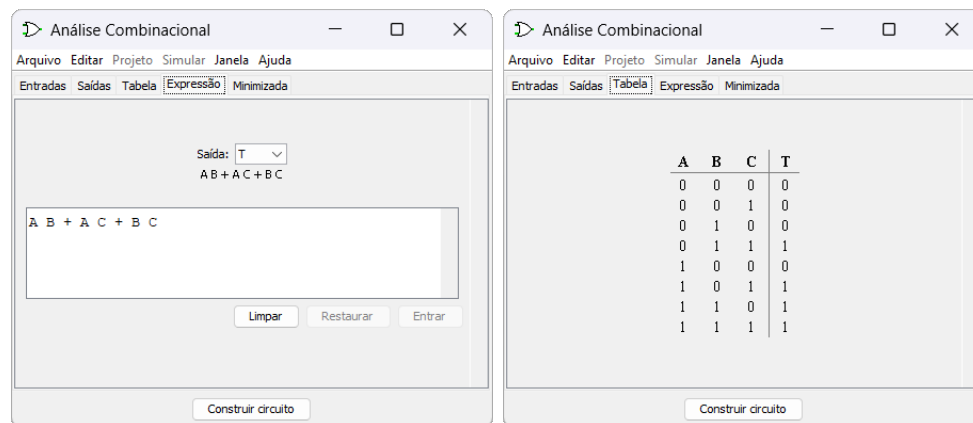 Análise Combinacional
Arquivo Editar Projeto Simular Janela Ajuda
Entradas Saídas Tabela Expressão Minimizada
Saída: T
A B + A C + B C
A B + A C + B C
Limpar Restaurar Entrar
Construir circuito
Análise Combinacional
Arquivo Editar Projeto Simular Janela Ajuda
Entradas Saídas Tabela Expressão Minimizada
A B C T
0 0 0 0
0 0 1 0
0 1 0 0
0 1 1 1
1 0 0 0
1 0 1 1
1 1 0 1
1 1 1 1
Construir circuito